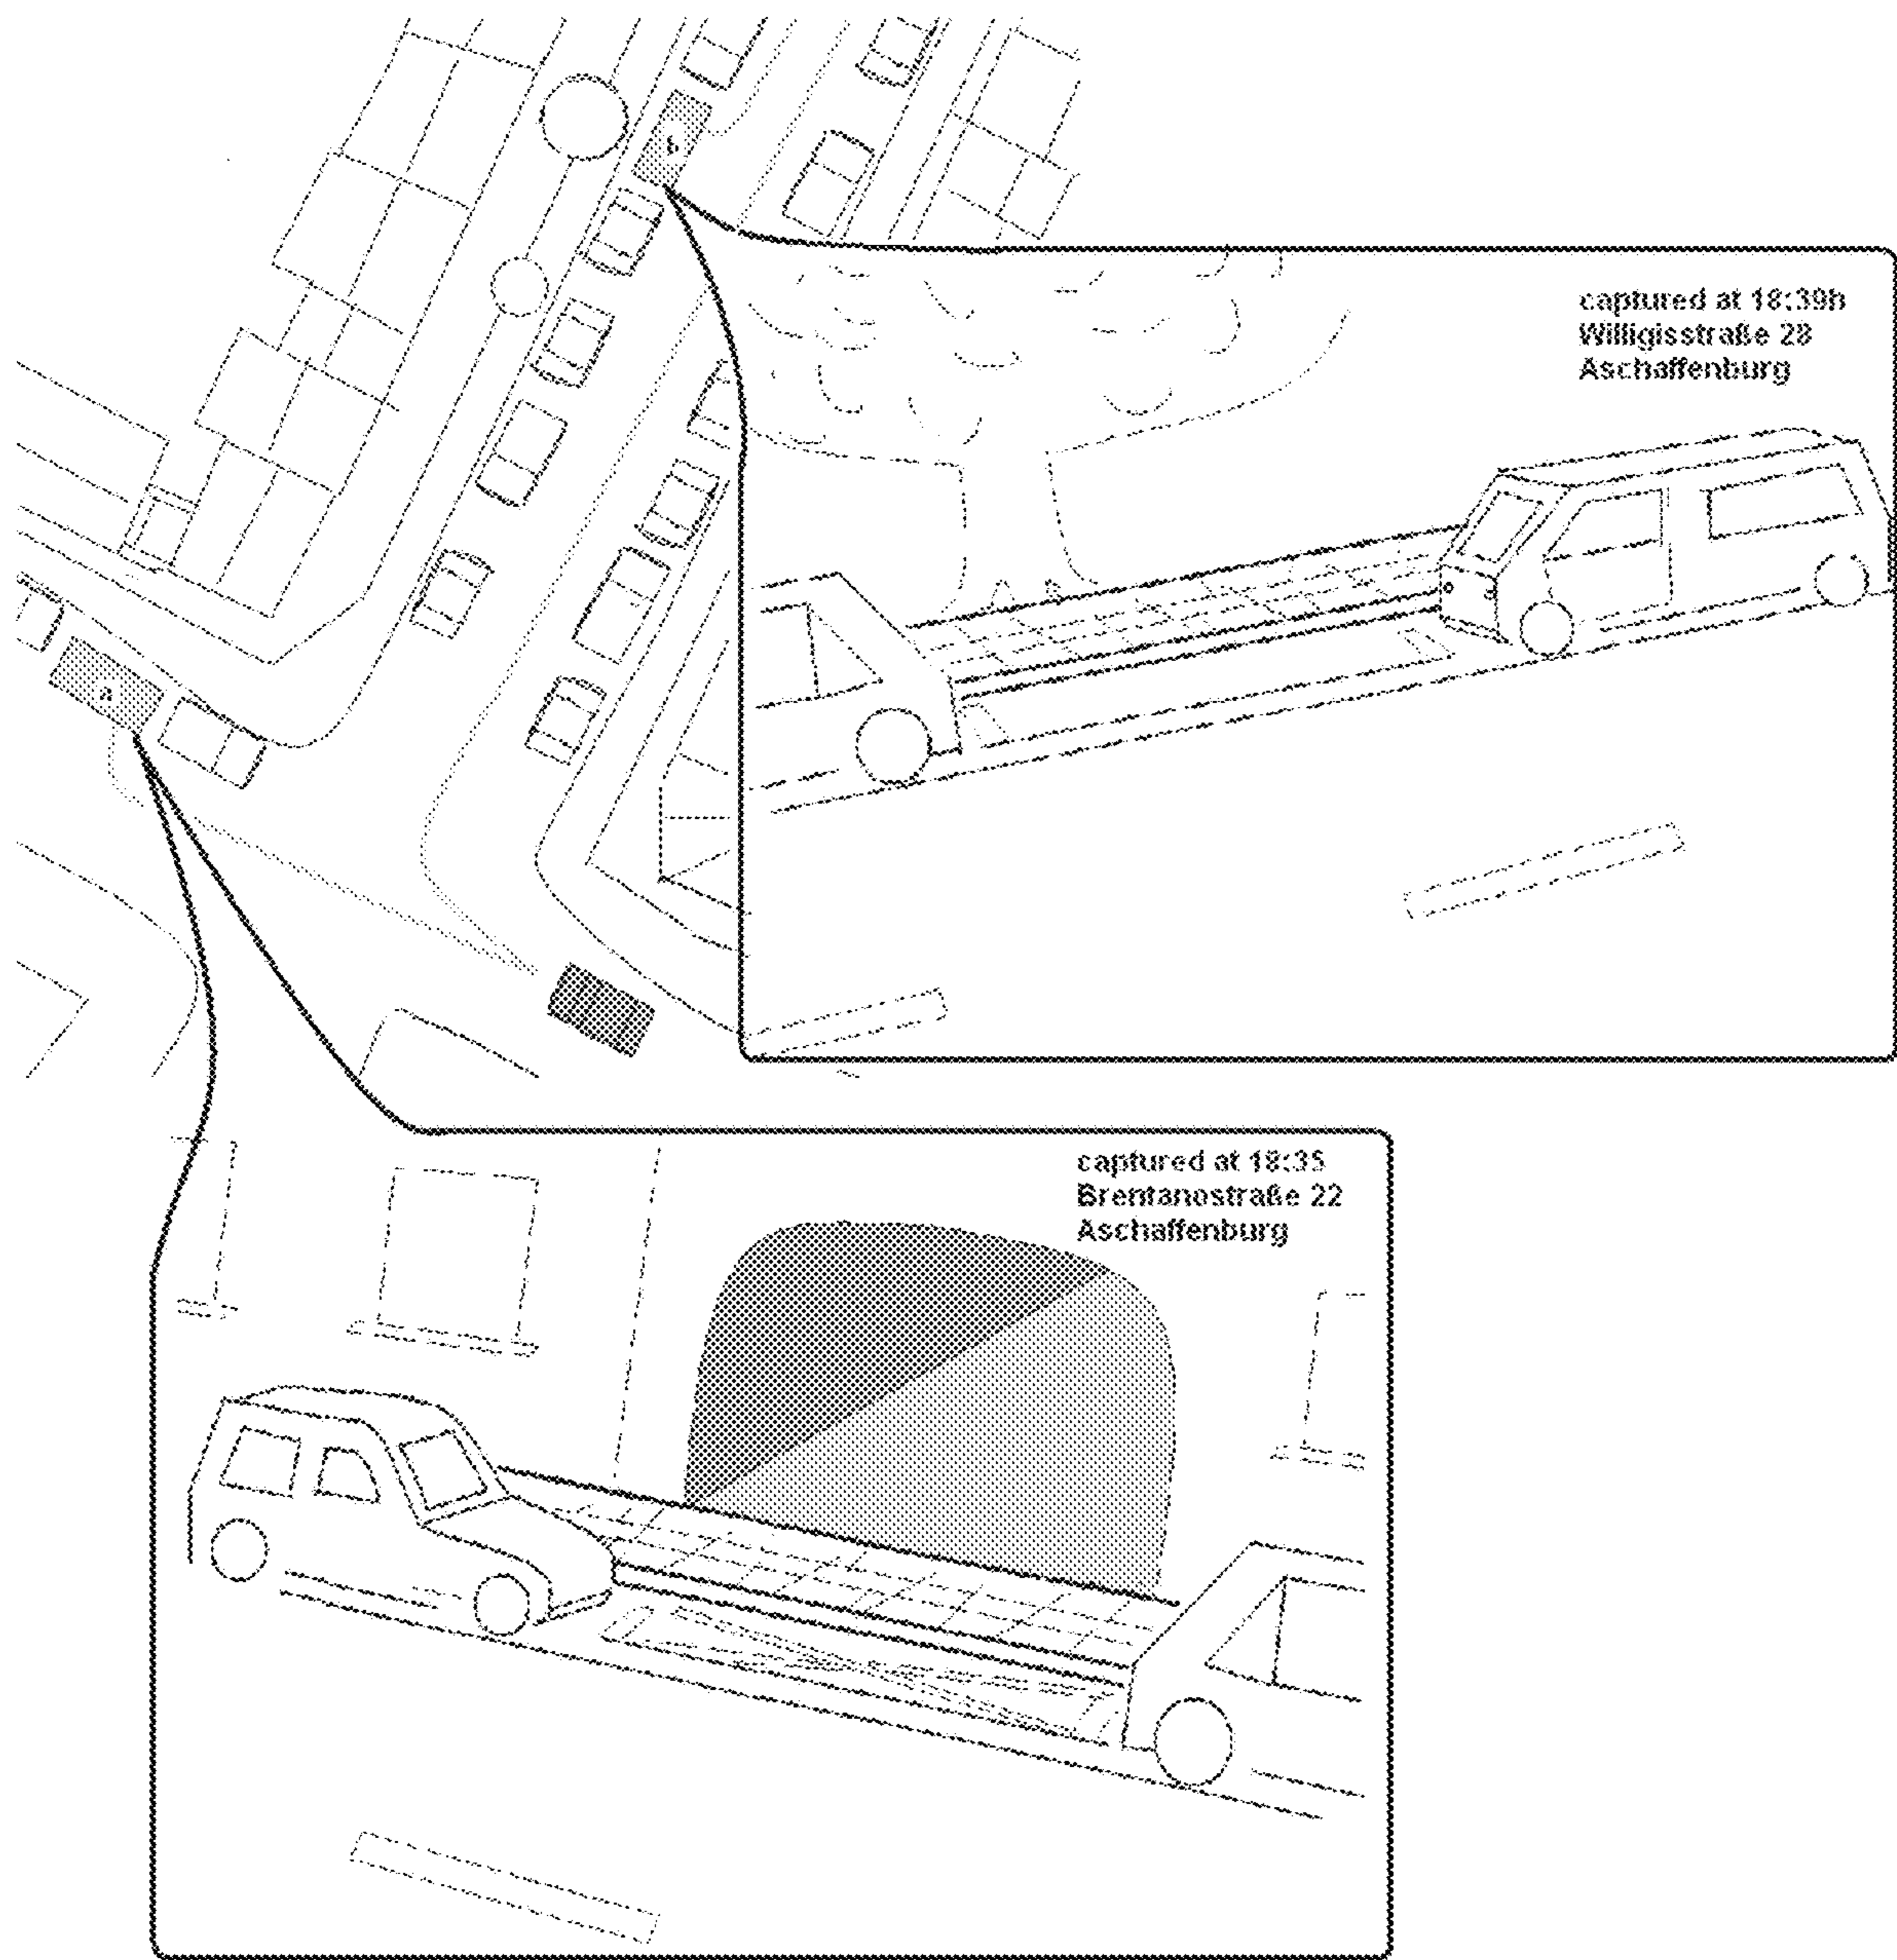 b
captured at 18:39h
Willigisstraße 28
Aschaffenburg
a
captured at 18:35
Brentanostraße 22
Aschaffenburg